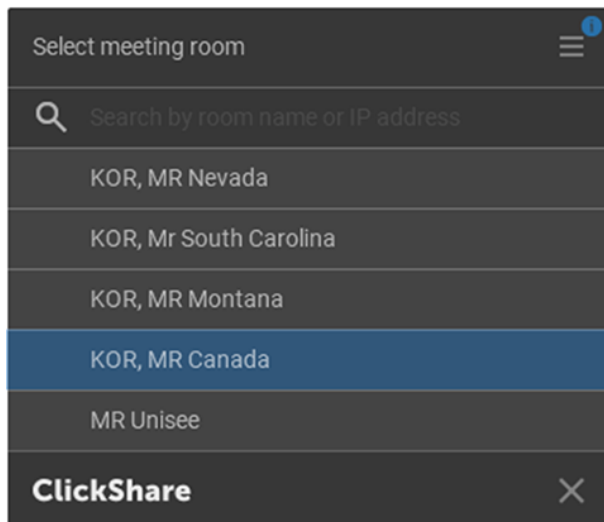 Select meeting room
i
Search by room name or IP address
KOR, MR Nevada
KOR, Mr South Carolina
KOR, MR Montana
KOR, MR Canada
MR Unisee
ClickShare